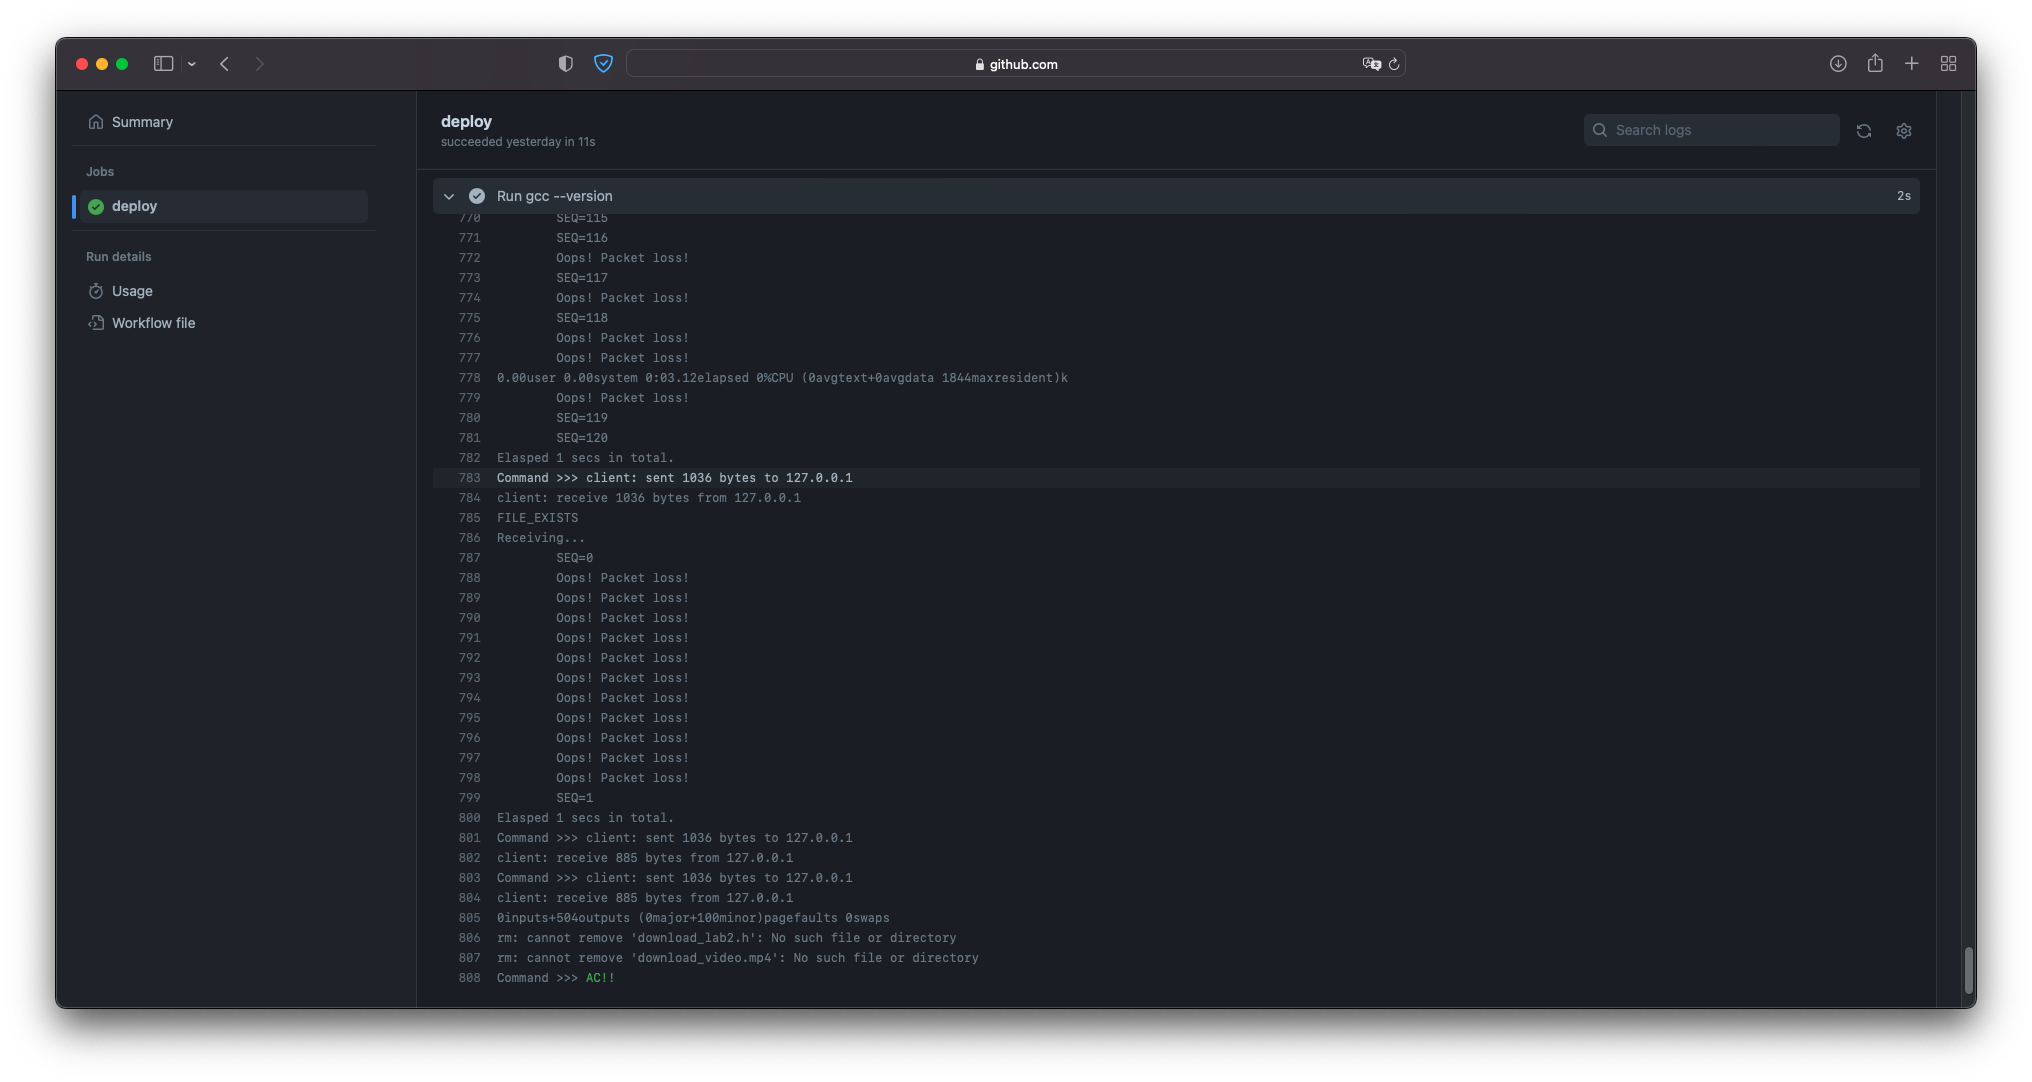 github.com
Summary
Jobs
deploy
Run details
Usage
Workflow file
deploy
succeeded yesterday in 11s
Search logs
Run gcc --version 2s
770 SEQ=115
771 SEQ=116
772 Oops! Packet loss!
773 SEQ=117
774 Oops! Packet loss!
775 SEQ=118
776 Oops! Packet loss!
777 Oops! Packet loss!
778 0.00user 0.00system 0:03.12elapsed 0%CPU (0avgtext+0avgdata 1844maxresident)k
779 Oops! Packet loss!
780 SEQ=119
781 SEQ=120
782 Elasped 1 secs in total.
783 Command >>> client: sent 1036 bytes to 127.0.0.1
784 client: receive 1036 bytes from 127.0.0.1
785 FILE_EXISTS
786 Receiving...
787 SEQ=0
788 Oops! Packet loss!
789 Oops! Packet loss!
790 Oops! Packet loss!
791 Oops! Packet loss!
792 Oops! Packet loss!
793 Oops! Packet loss!
794 Oops! Packet loss!
795 Oops! Packet loss!
796 Oops! Packet loss!
797 Oops! Packet loss!
798 Oops! Packet loss!
799 SEQ=1
800 Elasped 1 secs in total.
801 Command >>> client: sent 1036 bytes to 127.0.0.1
802 client: receive 885 bytes from 127.0.0.1
803 Command >>> client: sent 1036 bytes to 127.0.0.1
804 client: receive 885 bytes from 127.0.0.1
805 0inputs+504outputs (0major+100minor)pagefaults 0swaps
806 rm: cannot remove 'download_lab2.h': No such file or directory
807 rm: cannot remove 'download_video.mp4': No such file or directory
808 Command >>> AC!!